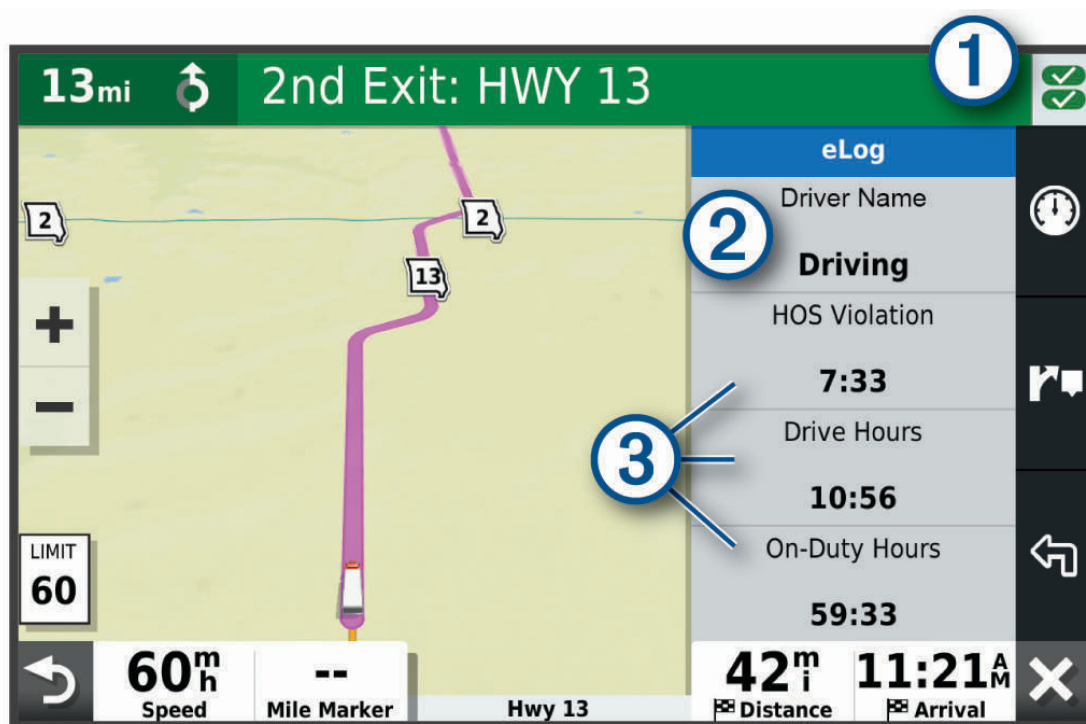 1
13mi 2nd Exit: HWY 13
eLog
Driver Name
2
Driving
2
2
13
HOS Violation
7:33
+
-
3
Drive Hours
10:56
On-Duty Hours
59:33
LIMIT
60
60mh
Speed
--
Mile Marker
Hwy 13
42mi
Distance
11:21AM
Arrival